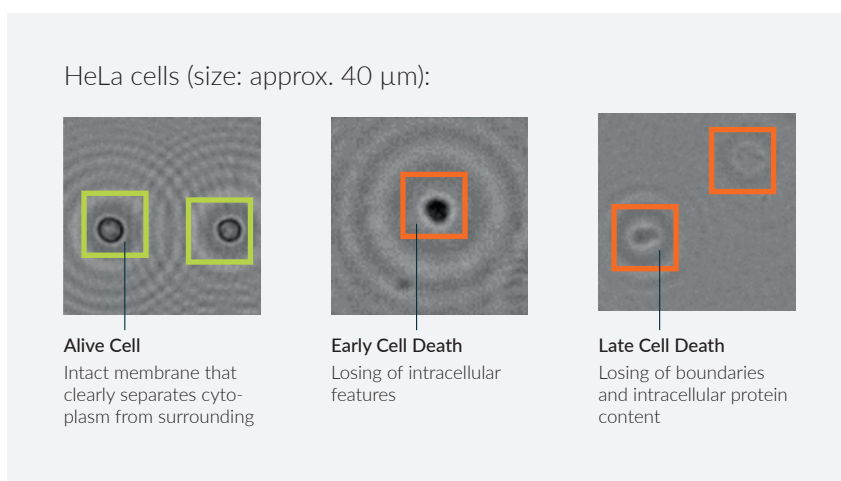 HeLa cells (size: approx. 40 µm):
Alive Cell
Intact membrane that
clearly separates cyto-
plasm from surrounding
Early Cell Death
Losing of intracellular
features
Late Cell Death
Losing of boundaries
and intracellular protein
content